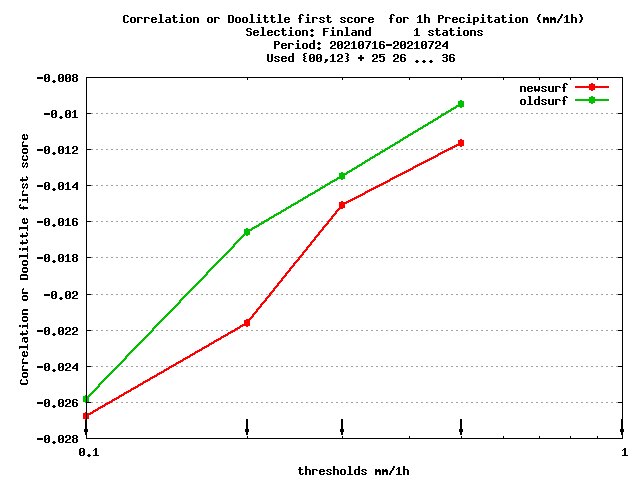 Correlation or Doolittle first score  for 1h Precipitation (mm/1h)
Selection: Finland      1 stations
Period: 20210716-20210724
Used {00,12} + 25 26 ... 36
newsurf
oldsurf
Correlation or Doolittle first score
-0.008
-0.01
-0.012
-0.014
-0.016
-0.018
-0.02
-0.022
-0.024
-0.026
-0.028
0.1
1
thresholds mm/1h